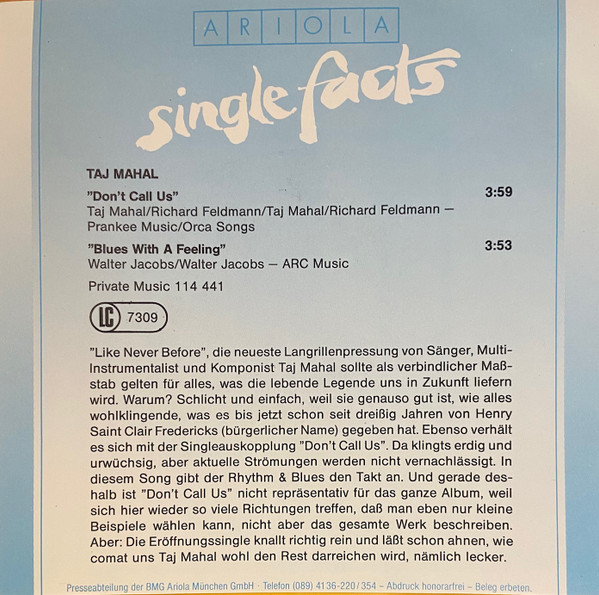 ARIOLA
single facts
TAJ MAHAL
"Don't Call Us" 3:59
Taj Mahal/Richard Feldmann/Taj Mahal/Richard Feldmann —
Prankee Music/Orca Songs
"Blues With A Feeling" 3:53
Walter Jacobs/Walter Jacobs — ARC Music
Private Music 114 441
LC 7309
"Like Never Before", die neueste Langrillenpressung von Sänger, Multi-
Instrumentalist und Komponist Taj Mahal sollte als verbindlicher Maß-
stab gelten für alles, was die lebende Legende uns in Zukunft liefern
wird. Warum? Schlicht und einfach, weil sie genauso gut ist, wie alles
wohlklingende, was es bis jetzt schon seit dreißig Jahren von Henry
Saint Clair Fredericks (bürgerlicher Name) gegeben hat. Ebenso verhält
es sich mit der Singleauskopplung "Don't Call Us". Da klingts erdig und
urwüchsig, aber aktuelle Strömungen werden nicht vernachlässigt. In
diesem Song gibt der Rhythm & Blues den Takt an. Und gerade des-
halb ist "Don't Call Us" nicht repräsentativ für das ganze Album, weil
sich hier wieder so viele Richtungen treffen, daß man eben nur kleine
Beispiele wählen kann, nicht aber das gesamte Werk beschreiben.
Aber: Die Eröffnungssingle knallt richtig rein und läßt schon ahnen, wie
comat uns Taj Mahal wohl den Rest darreichen wird, nämlich lecker.
Presseabteilung der BMG Ariola München GmbH · Telefon (089) 41 36-220/354 – Abdruck honorarfrei – Beleg erbeten.